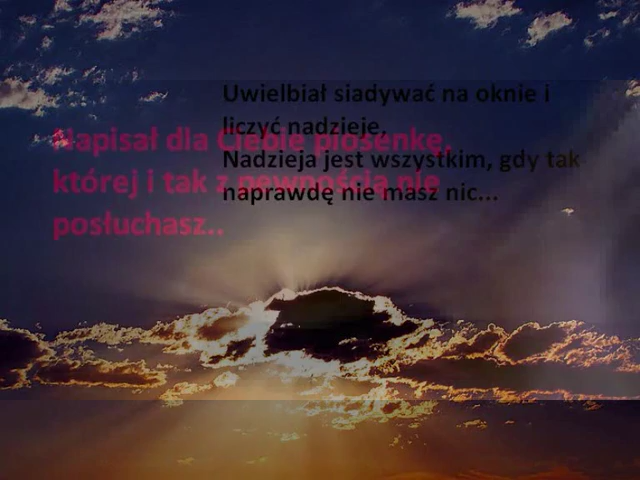 Uwielbiał siadywać na oknie i
liczyć nadzieje,
Nadzieja jest wszystkim, gdy tak
naprawdę nie masz nic...
Napisał dla Ciebie piosenkę,
której i tak z pewnością nie
posłuchasz..